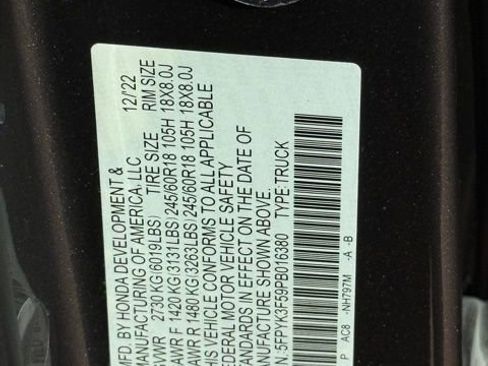 MFD. BY HONDA DEVELOPMENT &
MANUFACTURING OF AMERICA, LLC 12/22
GVWR 2730 KG(6019LBS) TIRE SIZE RIM SIZE
GAWR F 1420 KG(3131LBS) 245/60R18 105H 18X8.0J
GAWR R 1480 KG(3263LBS) 245/60R18 105H 18X8.0J
THIS VEHICLE CONFORMS TO ALL APPLICABLE
FEDERAL MOTOR VEHICLE SAFETY
STANDARDS IN EFFECT ON THE DATE OF
MANUFACTURE SHOWN ABOVE.
5FPYK3F59PB016380 TYPE:TRUCK
P AC8 -NH797M -A -B